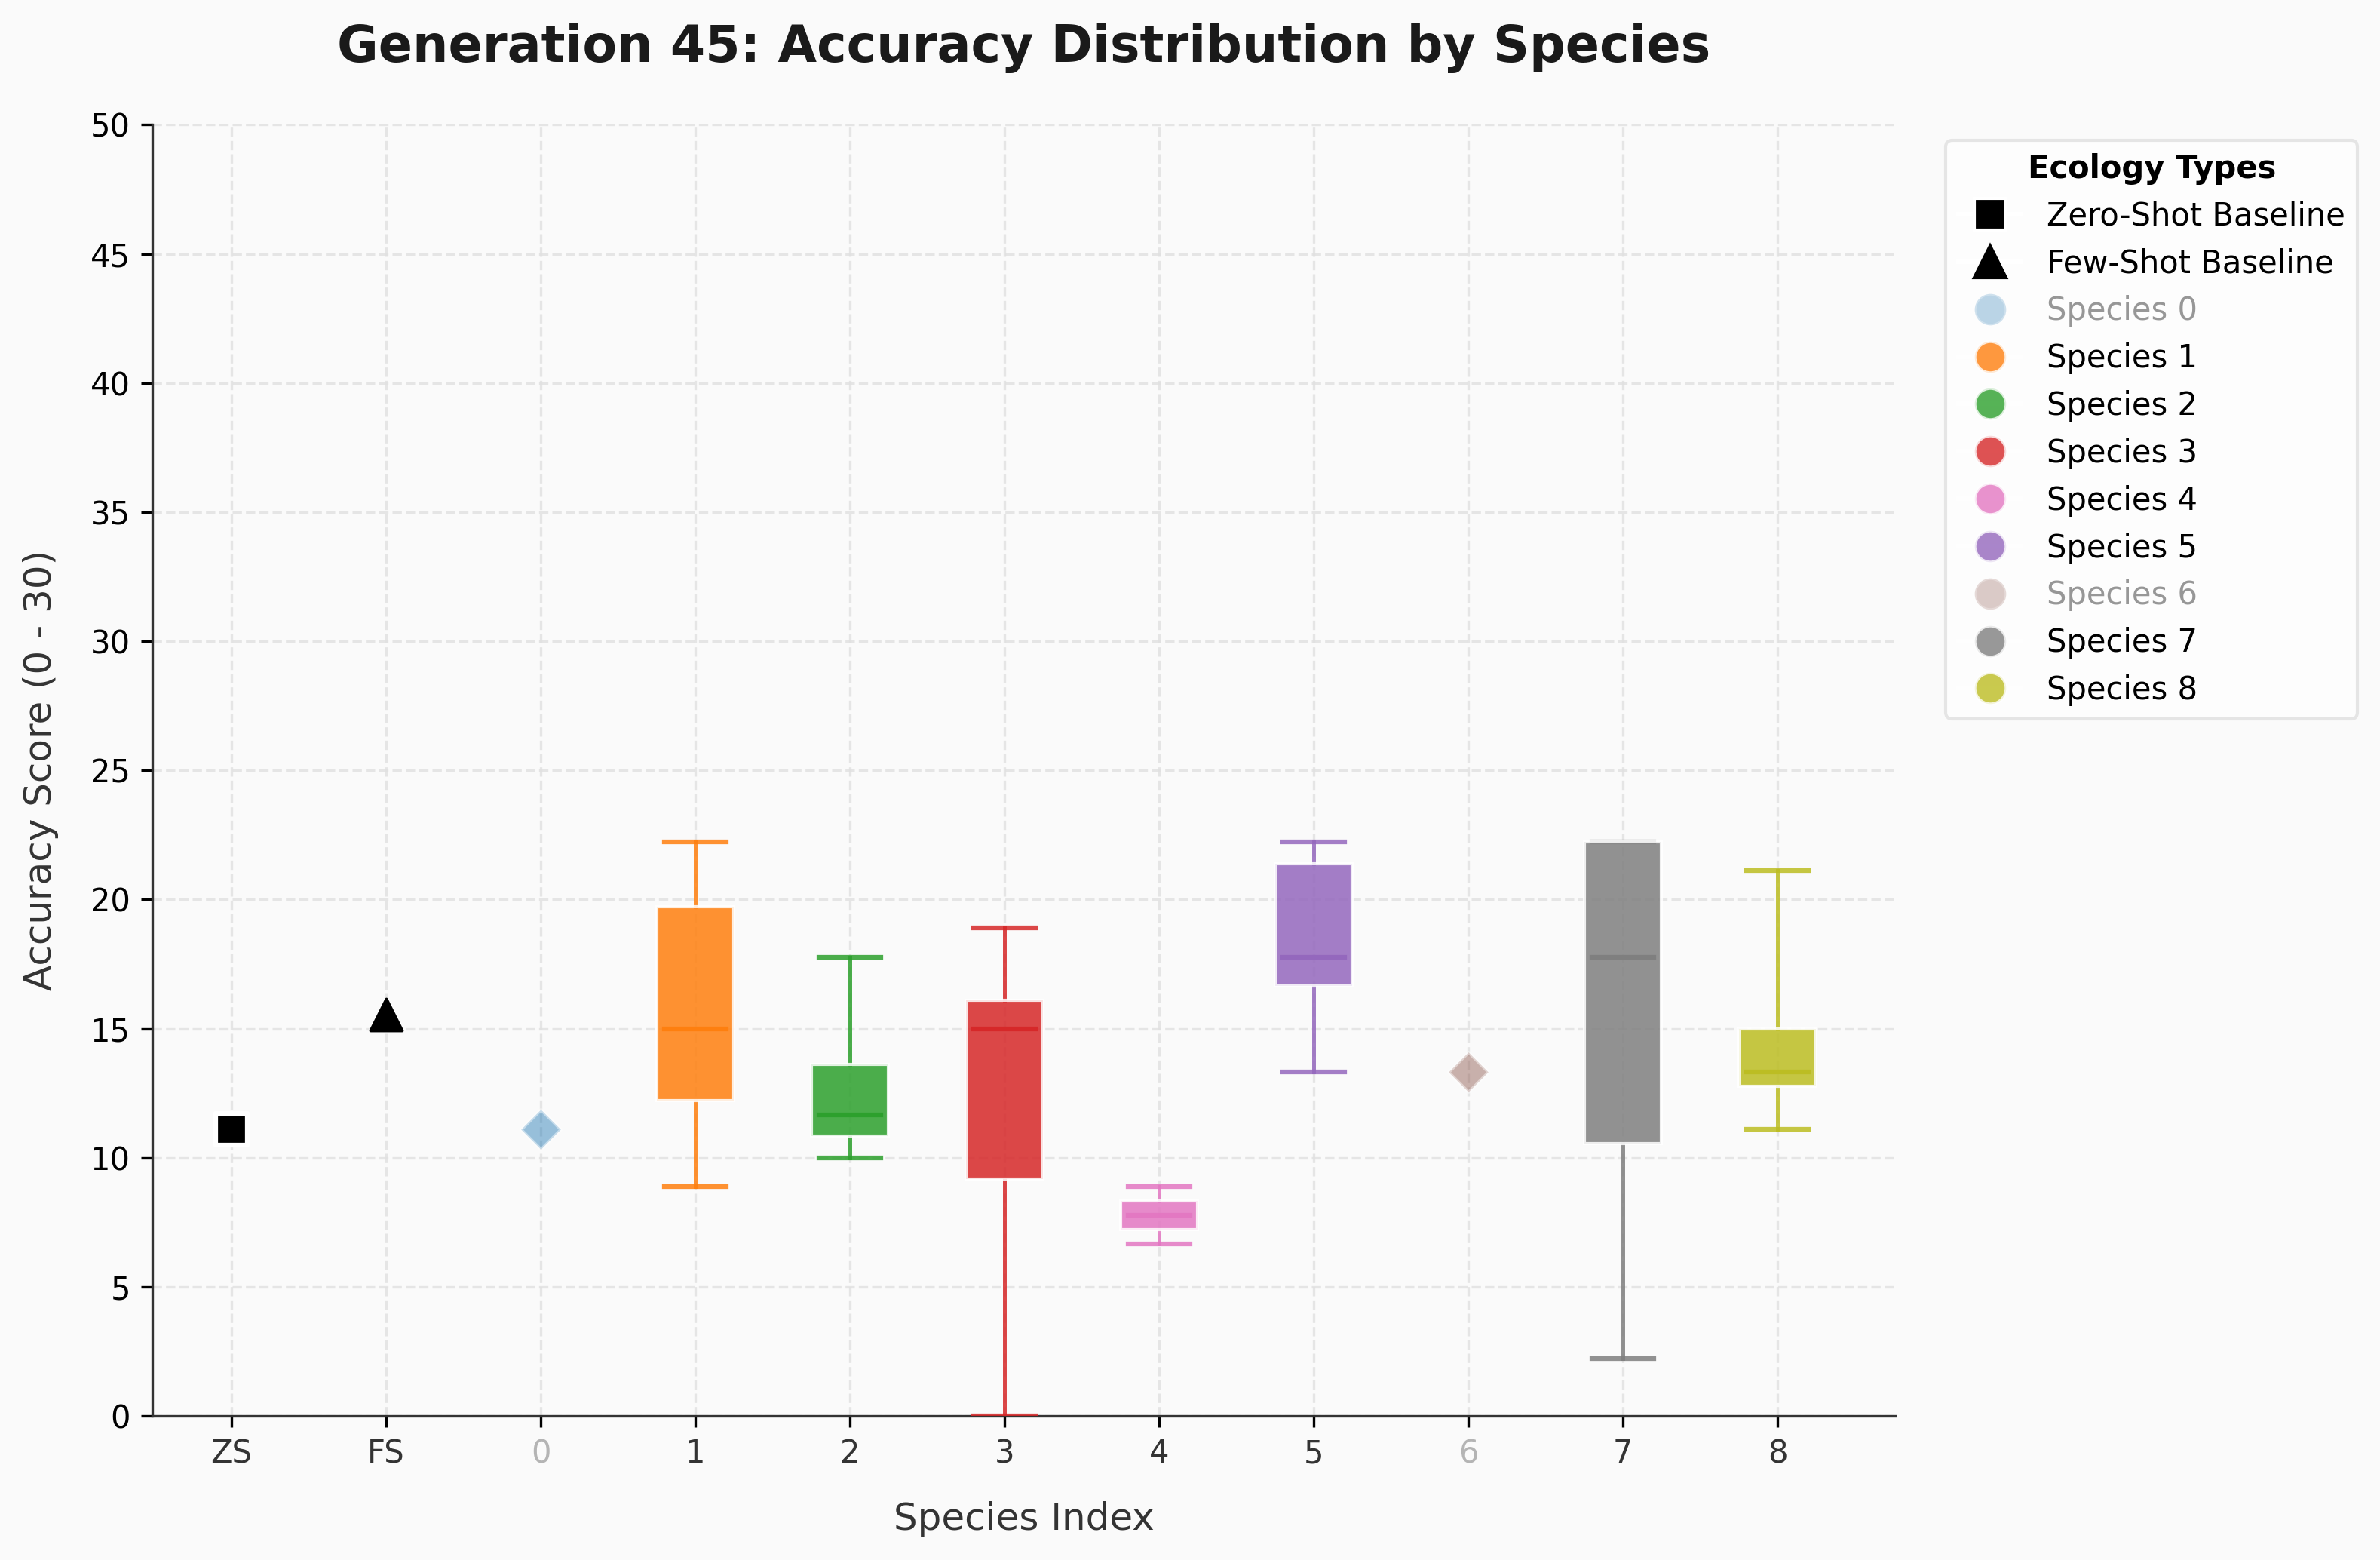 Generation 45: Accuracy Distribution by Species
50
45
40
35
30
25
20
15
10
5
0
Accuracy Score (0 - 30)
ZS FS 0 1 2 3 4 5 6 7 8
Species Index
Ecology Types
Zero-Shot Baseline
Few-Shot Baseline
Species 0
Species 1
Species 2
Species 3
Species 4
Species 5
Species 6
Species 7
Species 8